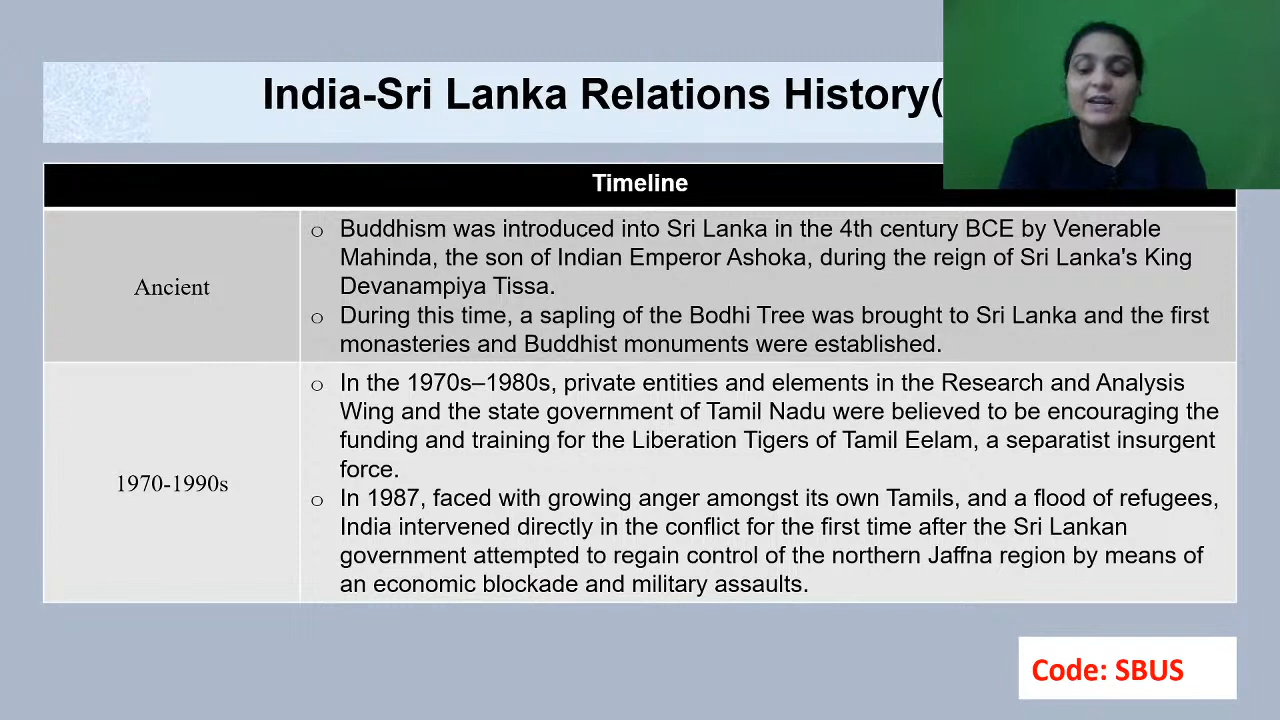 India-Sri Lanka Relations History(
Timeline
Ancient
o Buddhism was introduced into Sri Lanka in the 4th century BCE by Venerable
Mahinda, the son of Indian Emperor Ashoka, during the reign of Sri Lanka's King
Devanampiya Tissa.
o During this time, a sapling of the Bodhi Tree was brought to Sri Lanka and the first
monasteries and Buddhist monuments were established.
1970-1990s
o In the 1970s–1980s, private entities and elements in the Research and Analysis
Wing and the state government of Tamil Nadu were believed to be encouraging the
funding and training for the Liberation Tigers of Tamil Eelam, a separatist insurgent
force.
o In 1987, faced with growing anger amongst its own Tamils, and a flood of refugees,
India intervened directly in the conflict for the first time after the Sri Lankan
government attempted to regain control of the northern Jaffna region by means of
an economic blockade and military assaults.
Code: SBUS